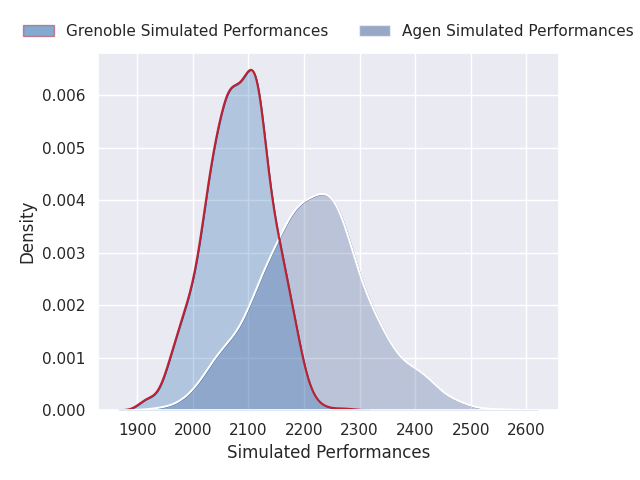 Grenoble Simulated Performances Agen Simulated Performances
0.006
0.005
0.004
0.003
0.002
0.001
0.000
Density
1900 2000 2100 2200 2300 2400 2500 2600
Simulated Performances